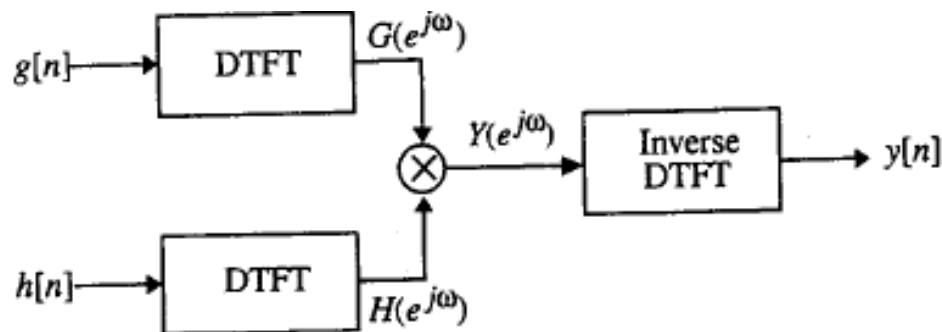 G(e^{jω})
g[n]
DTFT
Y(e^{jω})
Inverse
DTFT
y[n]
h[n]
DTFT
H(e^{jω})